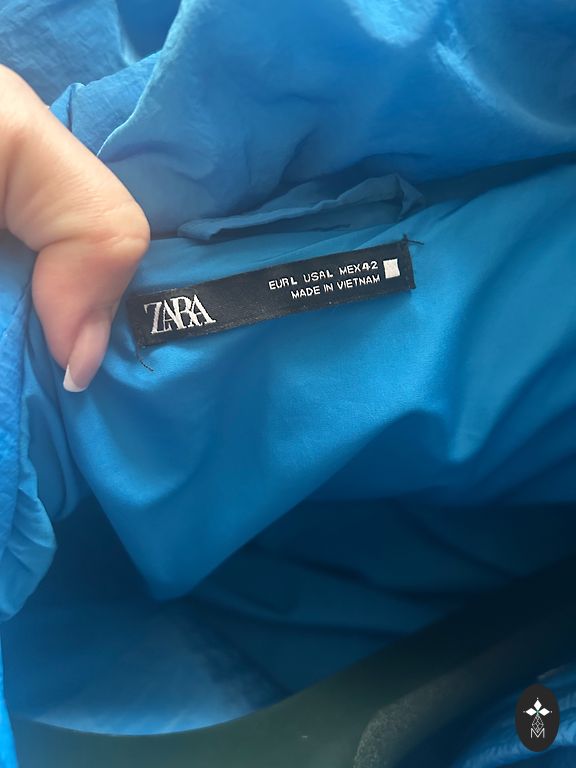 ZARA
EUR L USA L MEX 42
MADE IN VIETNAM
M